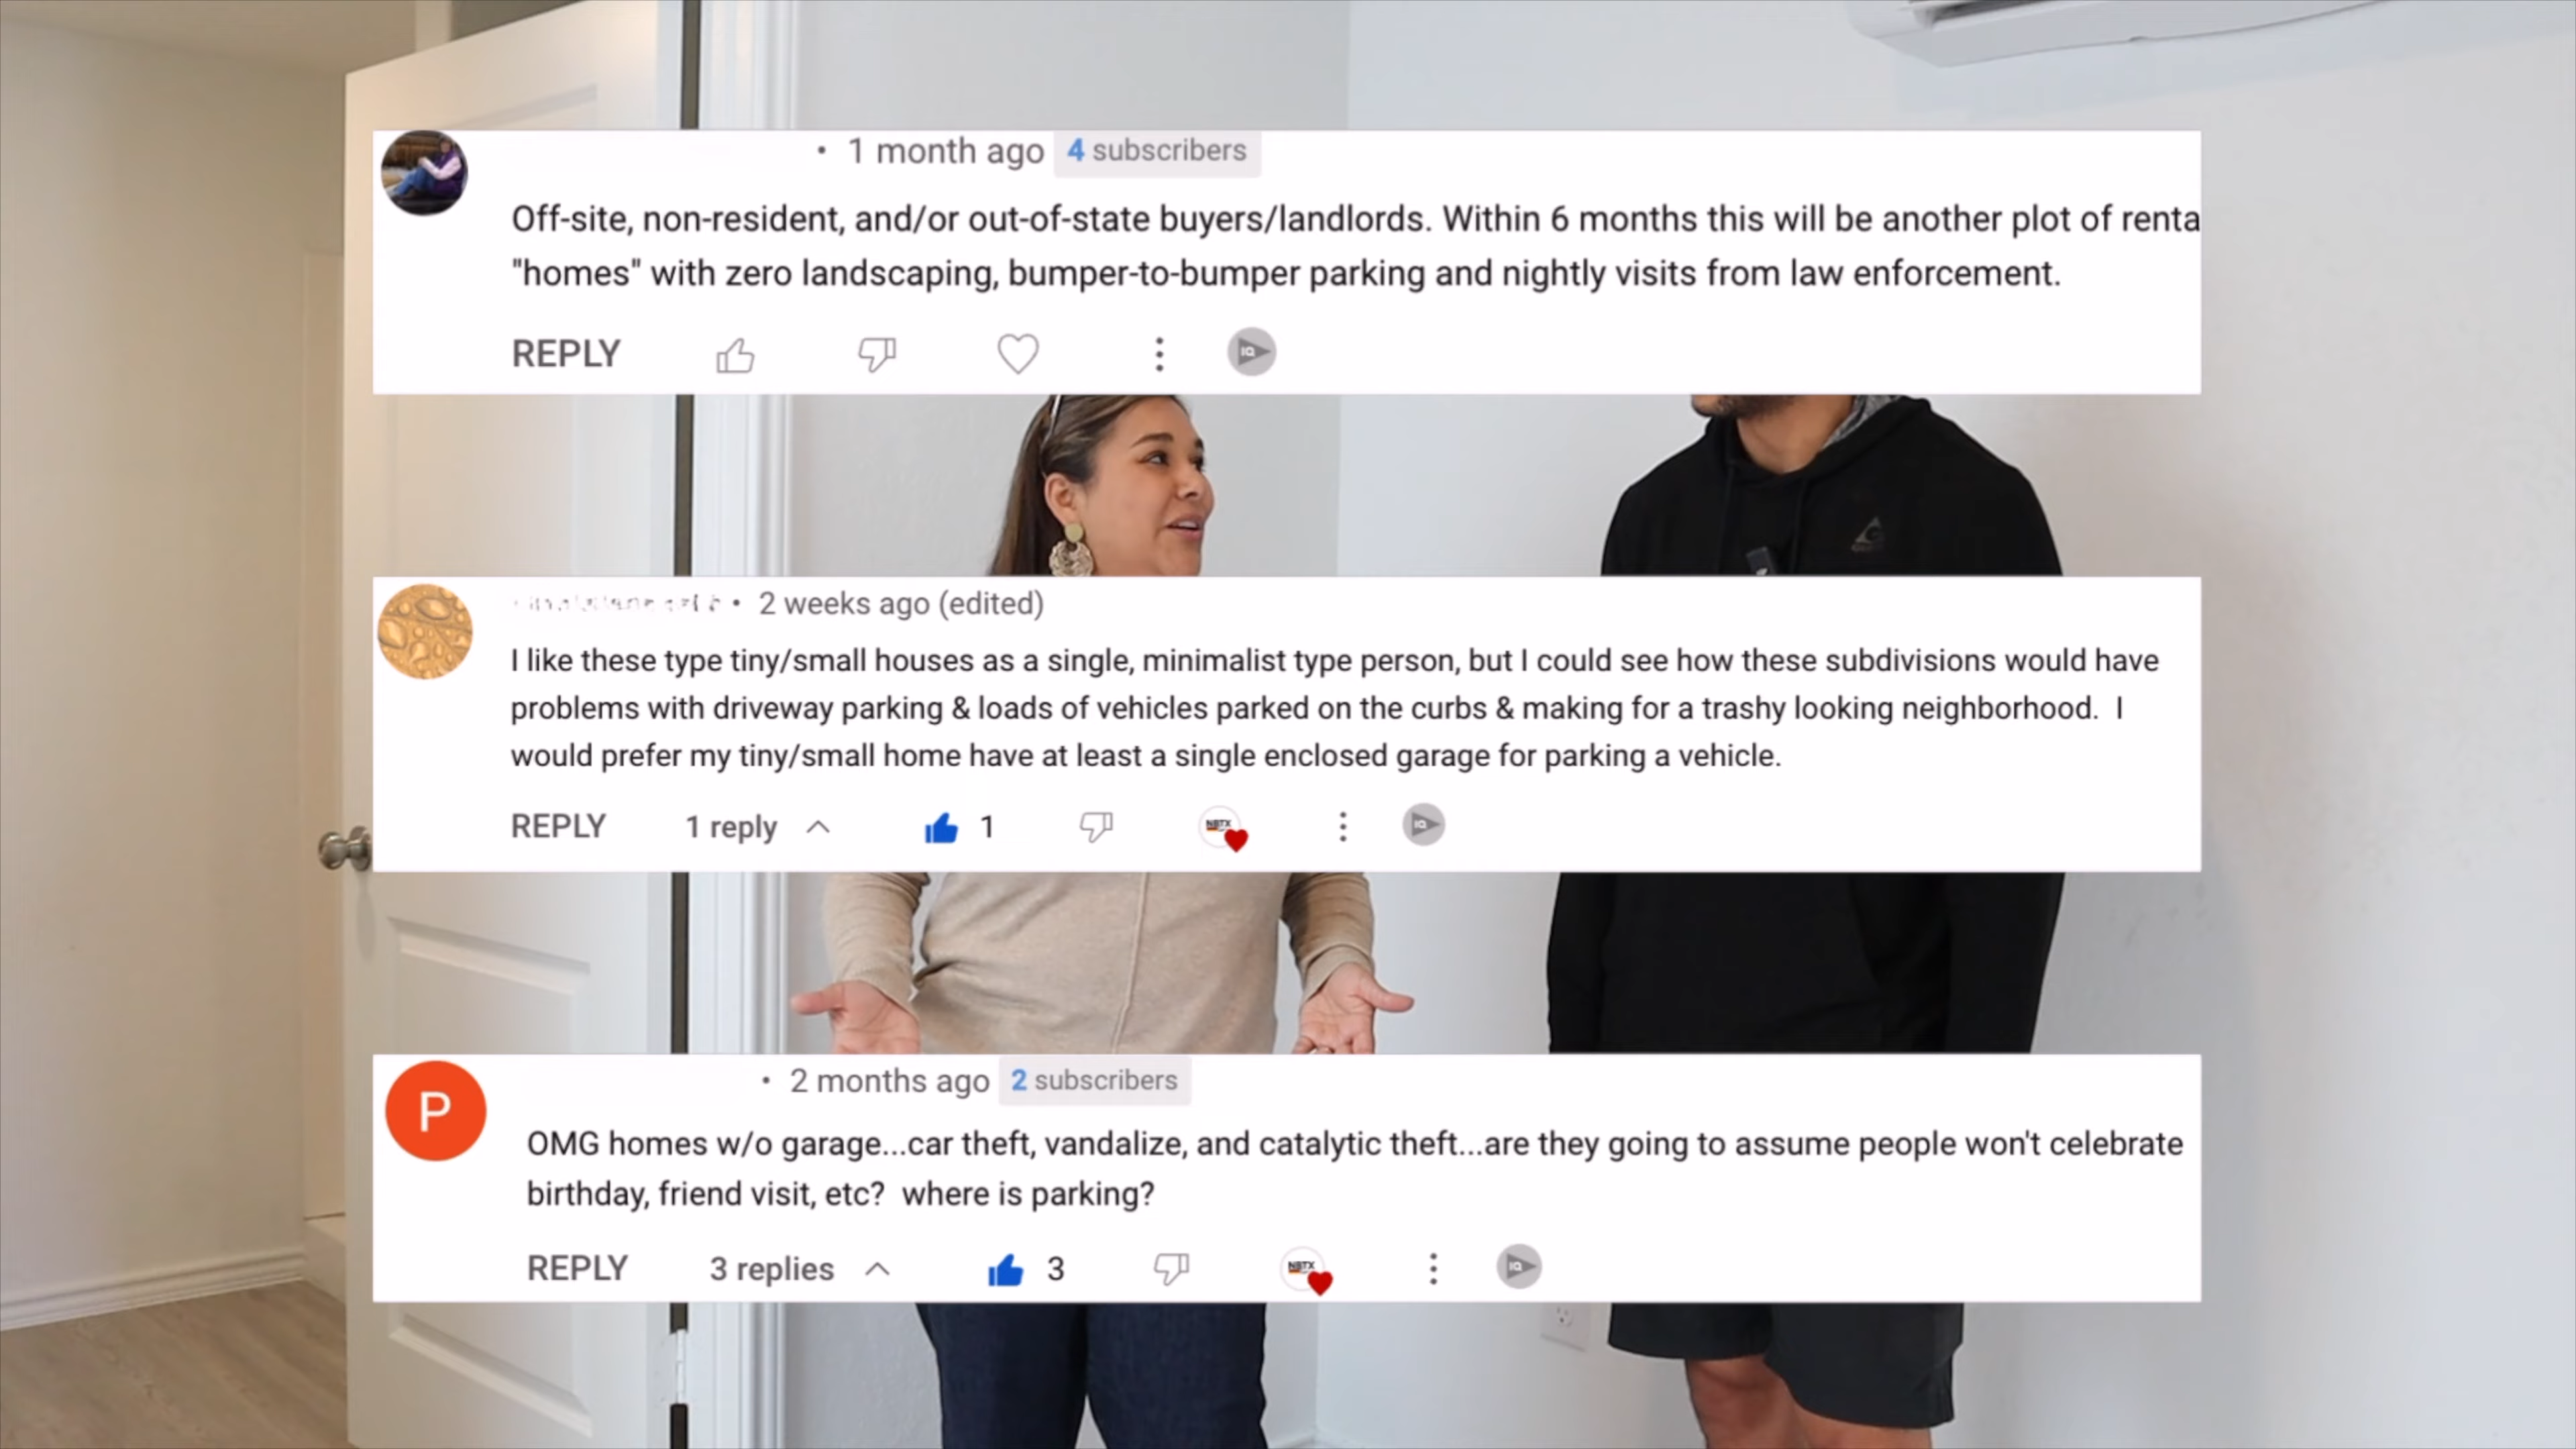 • 1 month ago 4 subscribers
Off-site, non-resident, and/or out-of-state buyers/landlords. Within 6 months this will be another plot of renta
"homes" with zero landscaping, bumper-to-bumper parking and nightly visits from law enforcement.
REPLY
IQ
• 2 weeks ago (edited)
I like these type tiny/small houses as a single, minimalist type person, but I could see how these subdivisions would have
problems with driveway parking & loads of vehicles parked on the curbs & making for a trashy looking neighborhood. I
would prefer my tiny/small home have at least a single enclosed garage for parking a vehicle.
REPLY 1 reply 1 NBTX IQ
P
• 2 months ago 2 subscribers
OMG homes w/o garage...car theft, vandalize, and catalytic theft...are they going to assume people won't celebrate
birthday, friend visit, etc? where is parking?
REPLY 3 replies 3 NBTX IQ